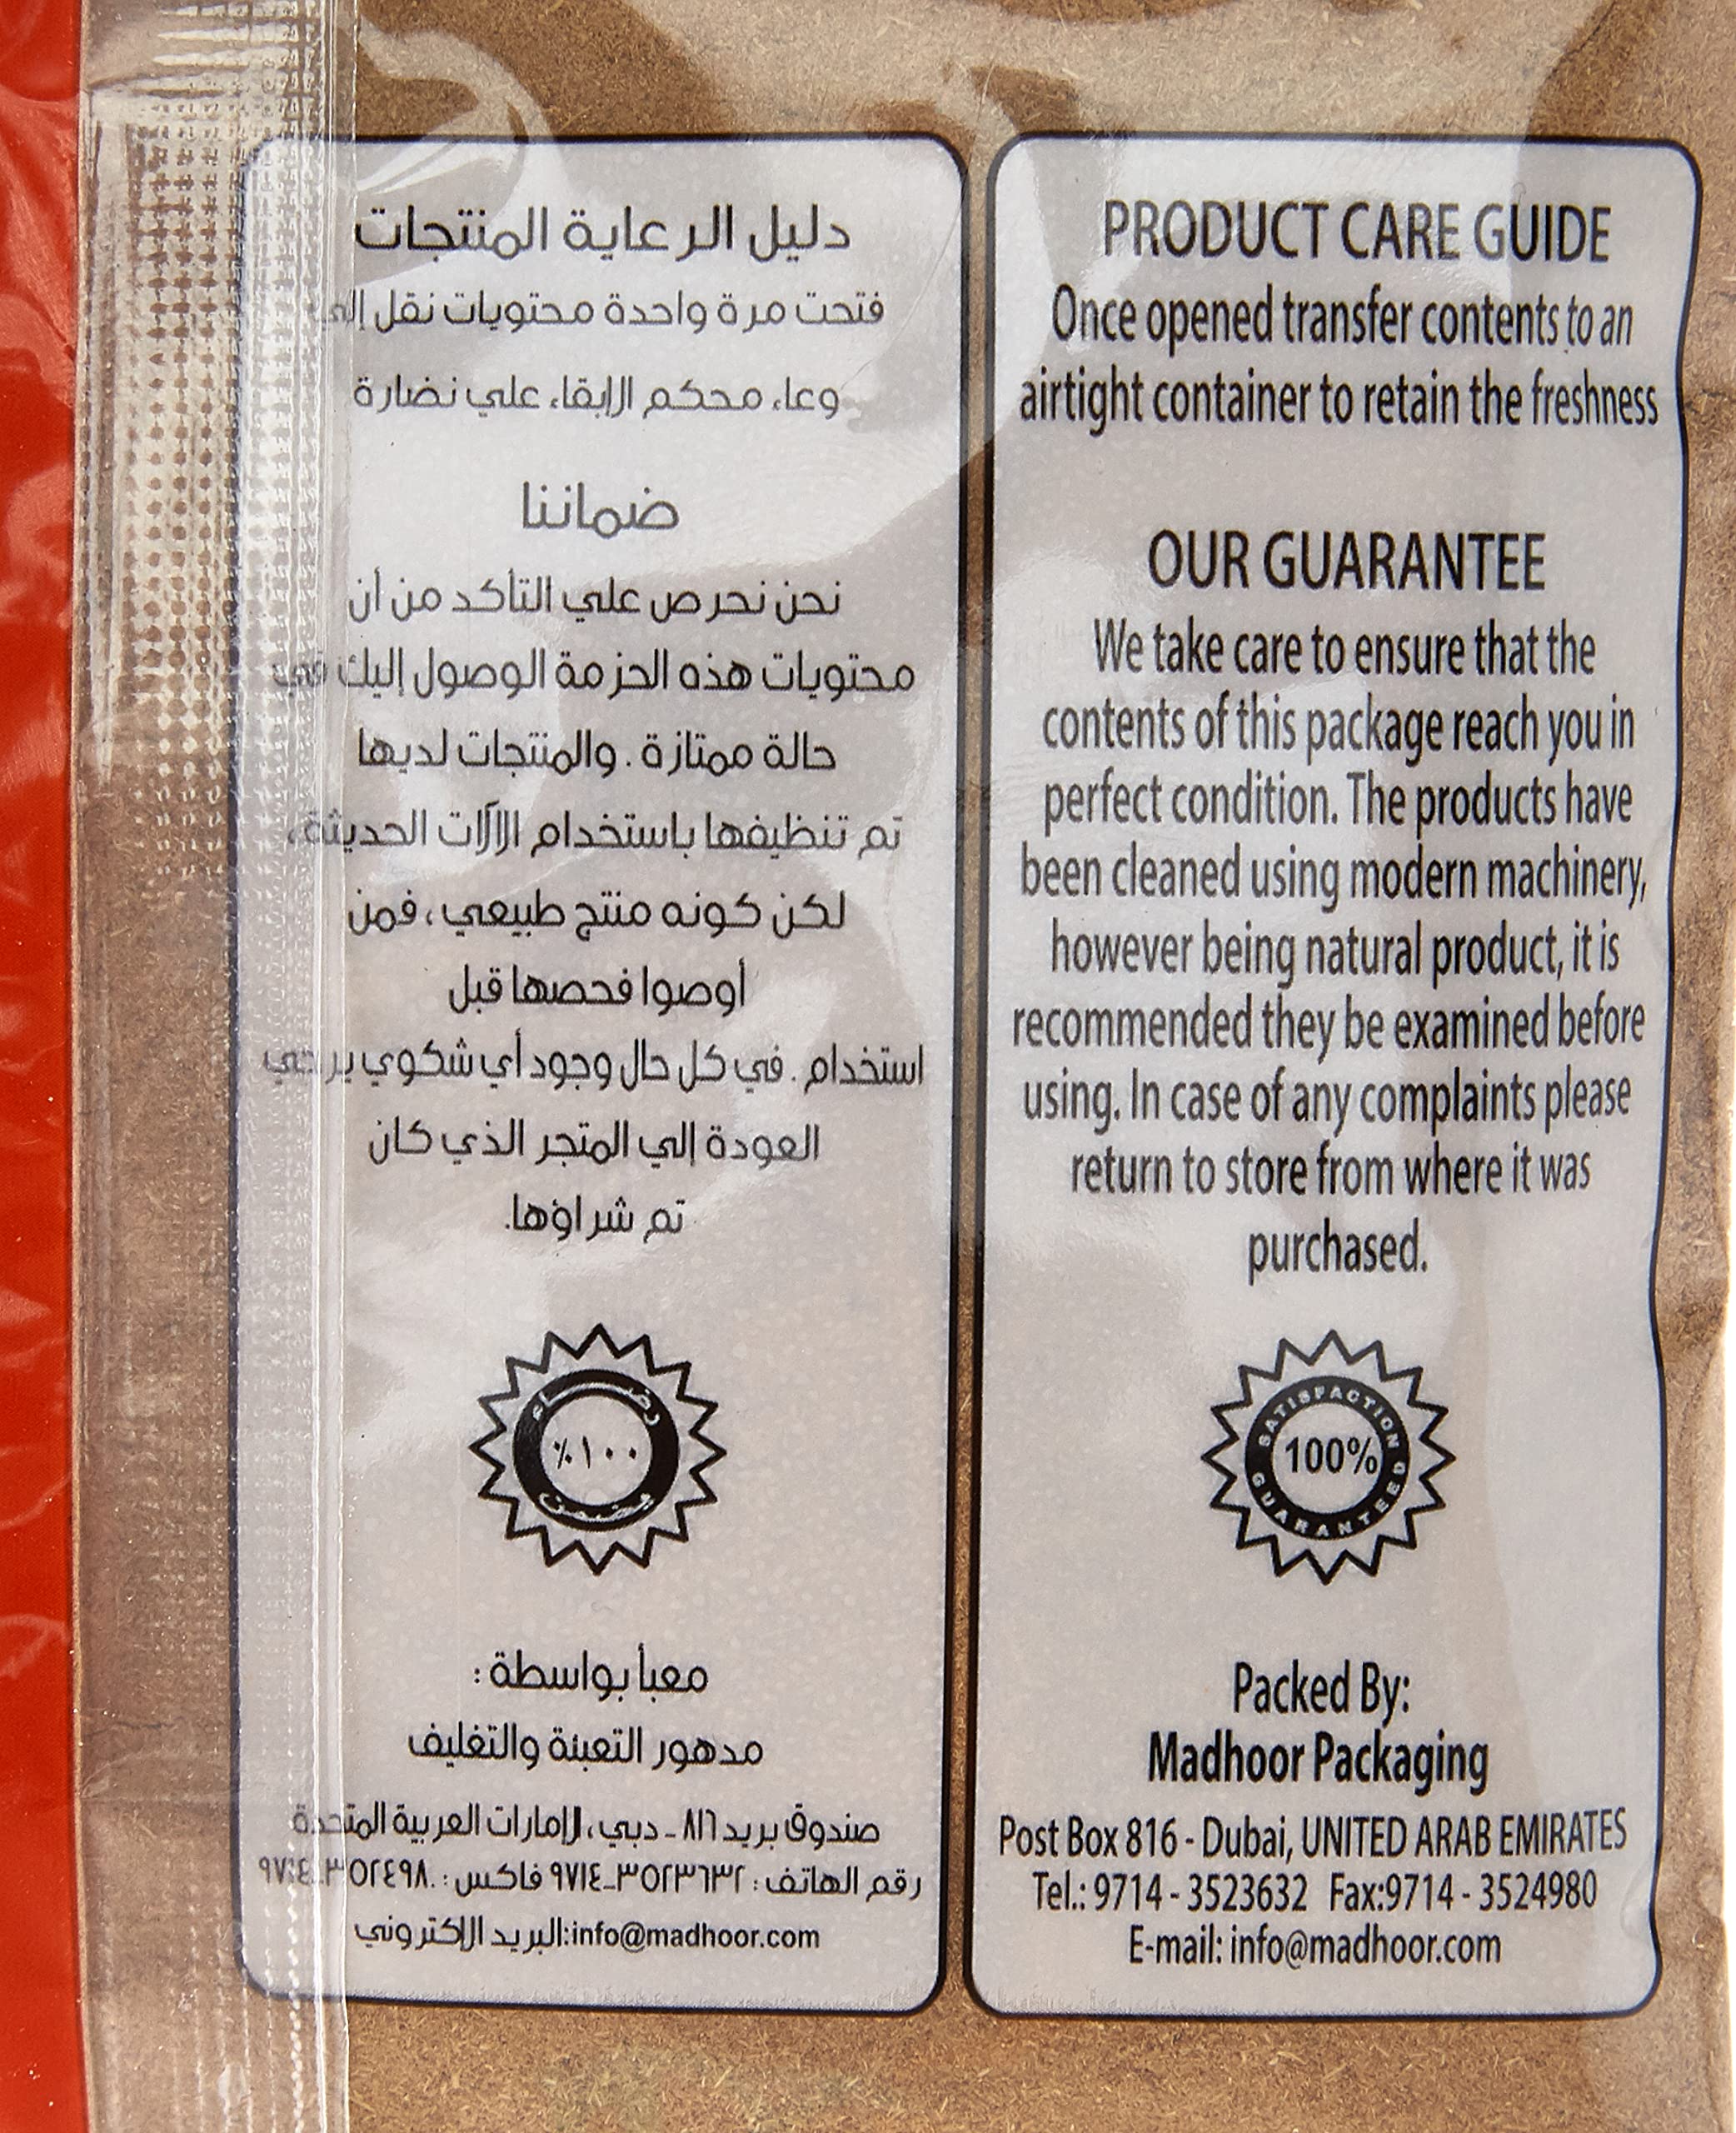 دليل الرعاية المنتجات
فتحت مرة واحدة محتويات نقل إلى
وعاء محكم الإبقاء علي نضارة
ضماننا
نحن نحرص علي التأكد من أن
محتويات هذه الحزمة الوصول إليك في
حالة ممتازة . والمنتجات لديها
تم تنظيفها باستخدام الآلات الحديثة،
لكن كونه منتج طبيعي ، فمن
أوصوا فحصها قبل
استخدام . في كل حال وجود أي شكوي يرجي
العودة إلي المتجر الذي كان
تم شراؤها.
٪١٠٠
معبأ بواسطة :
مدهور التعبئة والتغليف
صندوق بريد ٨١٦ - دبي، الإمارات العربية المتحدة
رقم الهاتف : ٣٥٢٣٦٣٢-٩٧١٤ فاكس : ٣٥٢٤٩٨٠-٩٧١٤
info@madhoor.com:البريد الإكتروني
PRODUCT CARE GUIDE
Once opened transfer contents to an
airtight container to retain the freshness
OUR GUARANTEE
We take care to ensure that the
contents of this package reach you in
perfect condition. The products have
been cleaned using modern machinery,
however being natural product, it is
recommended they be examined before
using. In case of any complaints please
return to store from where it was
purchased.
SATISFACTION
100%
GUARANTEED
Packed By:
Madhoor Packaging
Post Box 816 - Dubai, UNITED ARAB EMIRATES
Tel.: 9714 - 3523632 Fax:9714 - 3524980
E-mail: info@madhoor.com